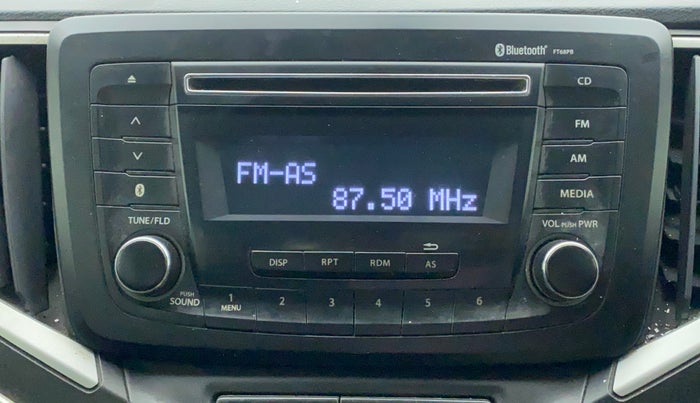 Bluetooth® FT68PB
CD
FM
FM-AS
AM
87.50 MHz
MEDIA
TUNE/FLD
VOL PUSH PWR
DISP RPT RDM AS
PUSH
SOUND
1 2 3 4 5 6
MENU